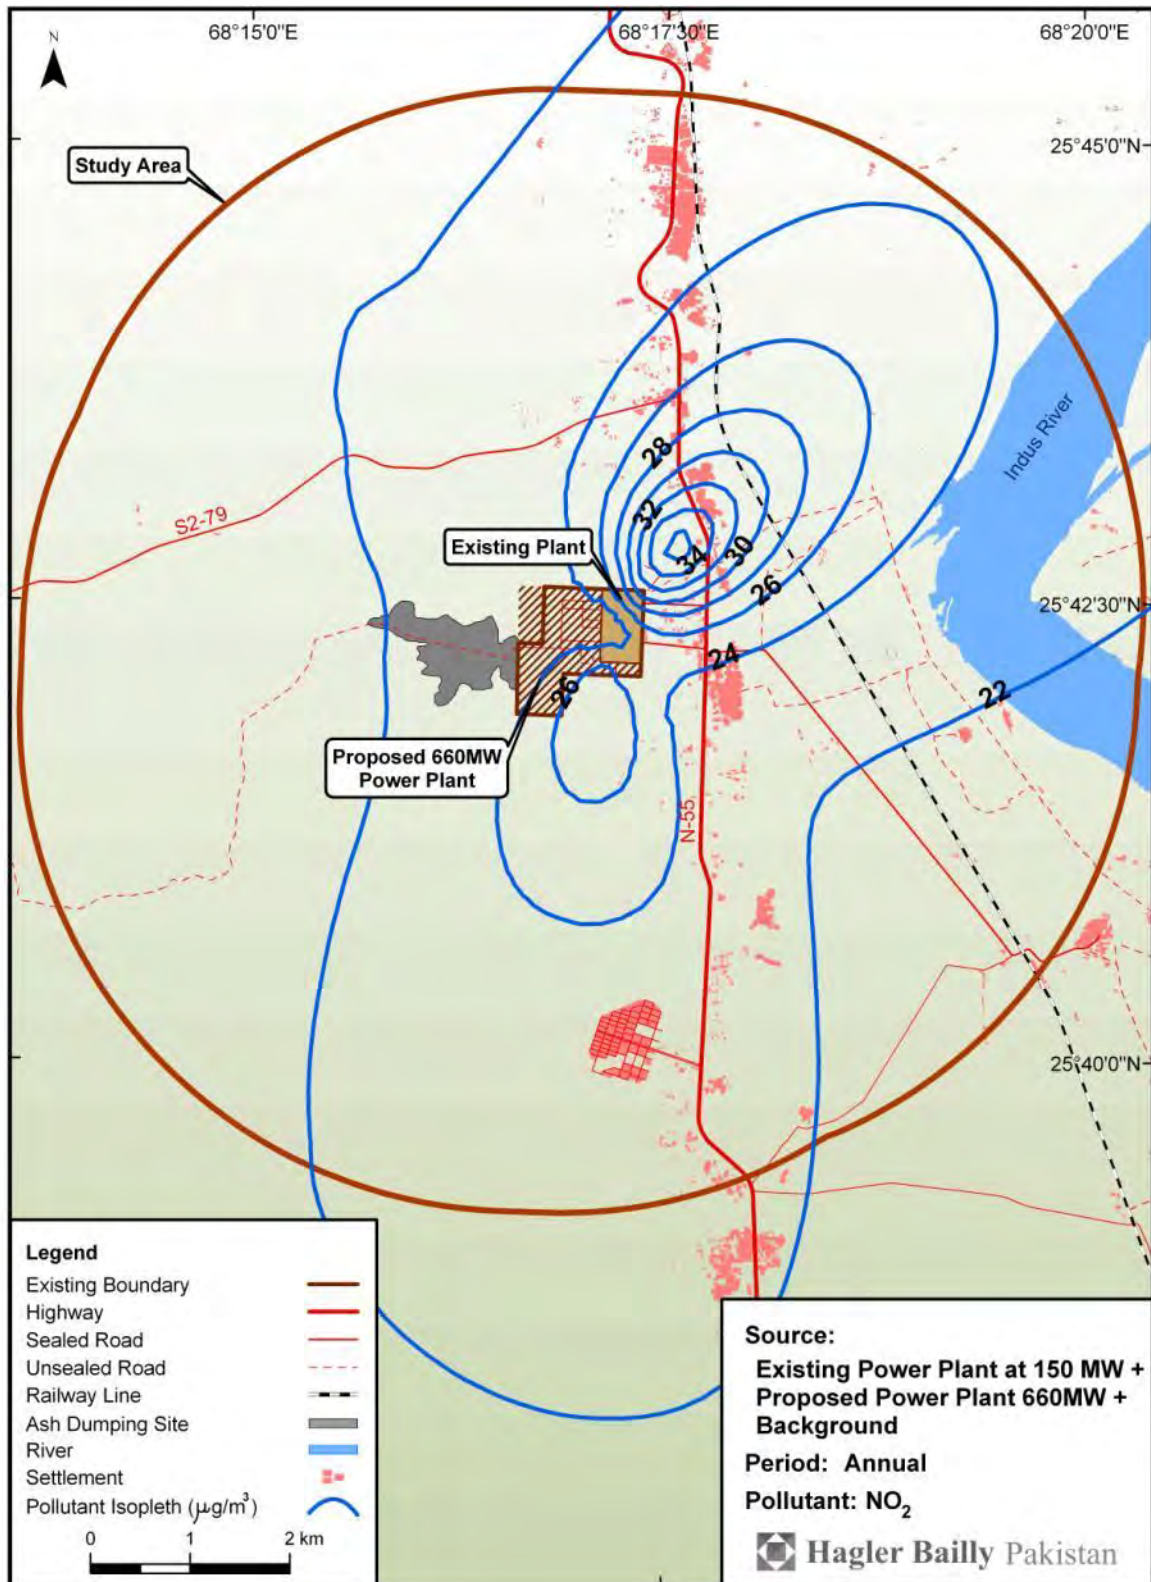 N
68°15'0"E
68°17'30"E
68°20'0"E
25°45'0"N
Study Area
Indus River
28
S2-79
32
Existing Plant
34
30
26
25°42'30"N
24
26
22
Proposed 660MW
Power Plant
N-55
25°40'0"N
Legend
Existing Boundary
Highway
Sealed Road
Unsealed Road
Railway Line
Ash Dumping Site
River
Settlement
Pollutant Isopleth (µg/m³)
0 1 2 km
Source:
Existing Power Plant at 150 MW +
Proposed Power Plant 660MW +
Background
Period: Annual
Pollutant: NO₂
Hagler Bailly Pakistan